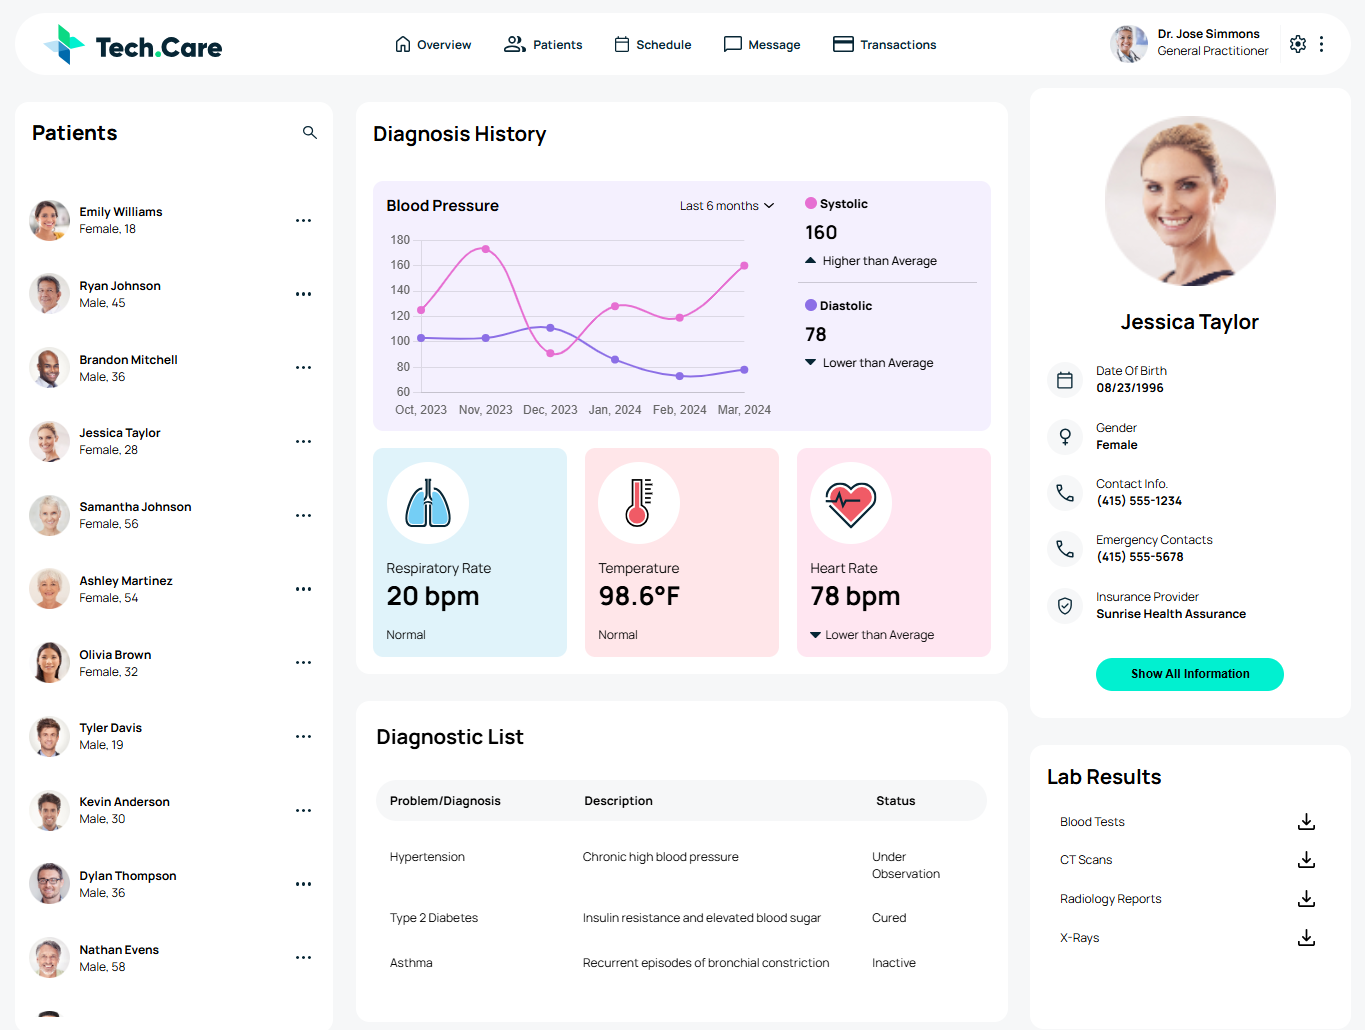 Tech.Care
Overview
Patients
Schedule
Message
Transactions
Dr. Jose Simmons
General Practitioner
Patients
Emily Williams
Female, 18
Ryan Johnson
Male, 45
Brandon Mitchell
Male, 36
Jessica Taylor
Female, 28
Samantha Johnson
Female, 56
Ashley Martinez
Female, 54
Olivia Brown
Female, 32
Tyler Davis
Male, 19
Kevin Anderson
Male, 30
Dylan Thompson
Male, 36
Nathan Evens
Male, 58
Diagnosis History
Blood Pressure
Last 6 months
180
160
140
120
100
80
60
Oct, 2023 Nov, 2023 Dec, 2023 Jan, 2024 Feb, 2024 Mar, 2024
Systolic
160
Higher than Average
Diastolic
78
Lower than Average
Respiratory Rate
20 bpm
Normal
Temperature
98.6°F
Normal
Heart Rate
78 bpm
Lower than Average
Diagnostic List
Problem/Diagnosis Description Status
Hypertension Chronic high blood pressure Under
Observation
Type 2 Diabetes Insulin resistance and elevated blood sugar Cured
Asthma Recurrent episodes of bronchial constriction Inactive
Jessica Taylor
Date Of Birth
08/23/1996
Gender
Female
Contact Info.
(415) 555-1234
Emergency Contacts
(415) 555-5678
Insurance Provider
Sunrise Health Assurance
Show All Information
Lab Results
Blood Tests
CT Scans
Radiology Reports
X-Rays